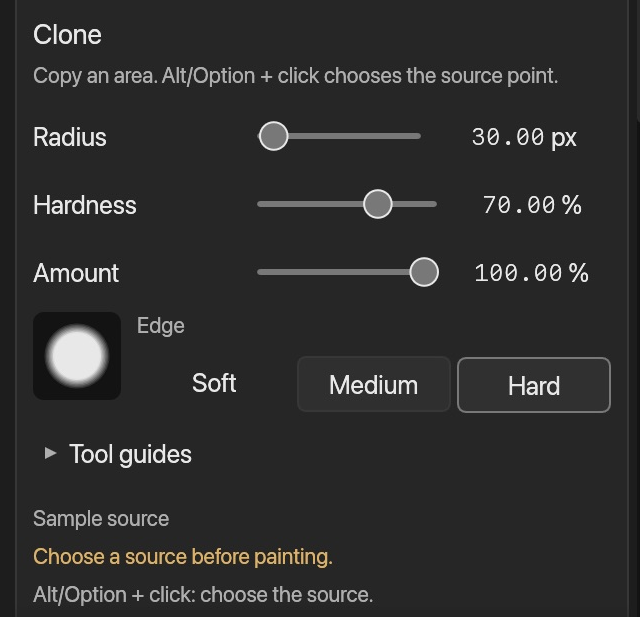 Clone
Copy an area. Alt/Option + click chooses the source point.
Radius 30.00 px
Hardness 70.00 %
Amount 100.00 %
Edge
Soft Medium Hard
Tool guides
Sample source
Choose a source before painting.
Alt/Option + click: choose the source.